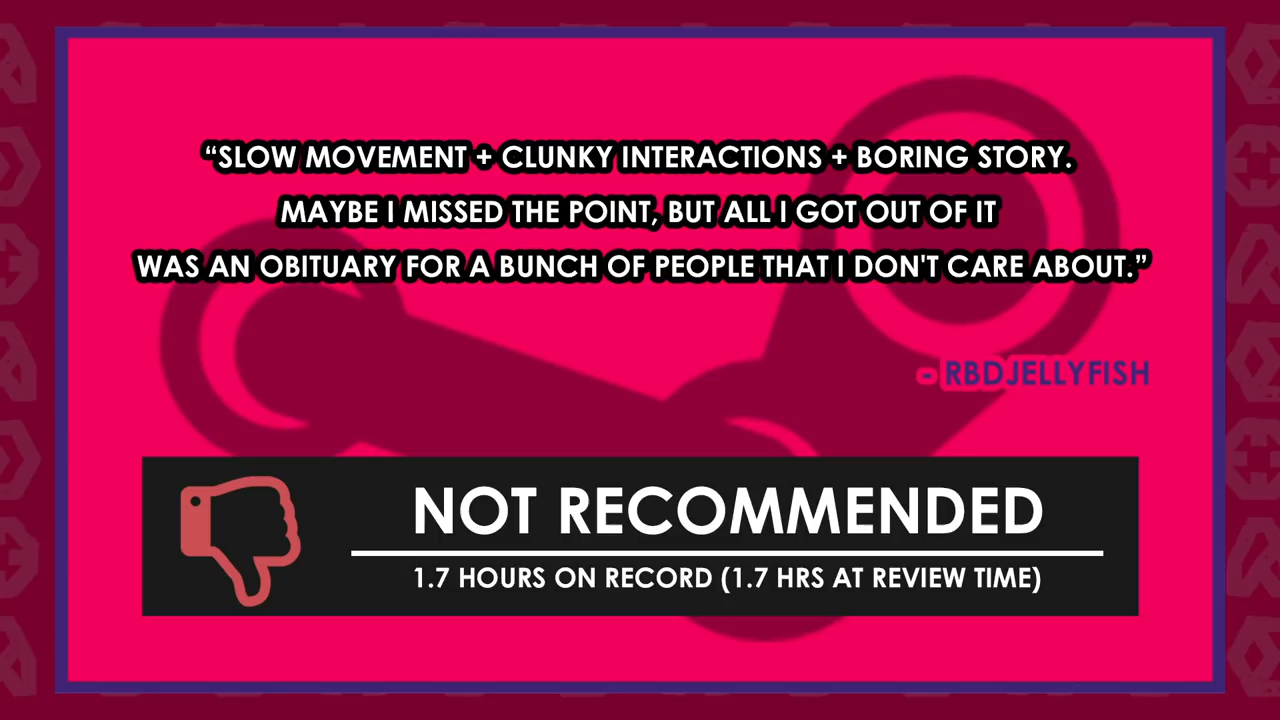 “SLOW MOVEMENT + CLUNKY INTERACTIONS + BORING STORY.
MAYBE I MISSED THE POINT, BUT ALL I GOT OUT OF IT
WAS AN OBITUARY FOR A BUNCH OF PEOPLE THAT I DON'T CARE ABOUT.”
- RBDJELLYFISH
NOT RECOMMENDED
1.7 HOURS ON RECORD (1.7 HRS AT REVIEW TIME)